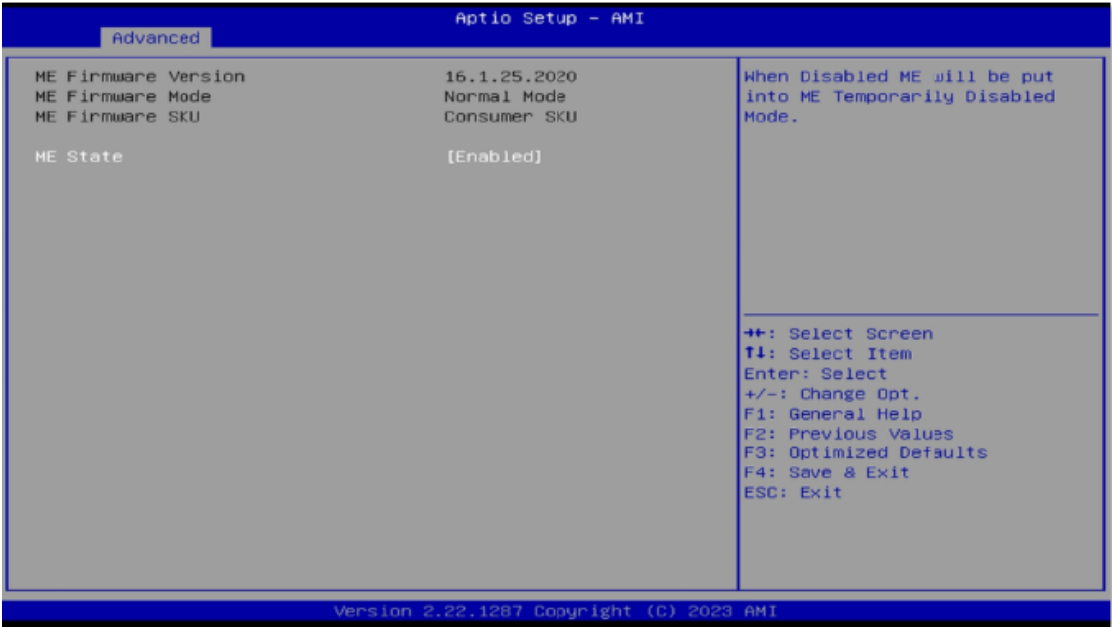 Aptio Setup – AMI
Advanced
ME Firmware Version 16.1.25.2020
ME Firmware Mode Normal Mode
ME Firmware SKU Consumer SKU
ME State [Enabled]
When Disabled ME will be put
into ME Temporarily Disabled
Mode.
→←: Select Screen
↑↓: Select Item
Enter: Select
+/-: Change Opt.
F1: General Help
F2: Previous Values
F3: Optimized Defaults
F4: Save & Exit
ESC: Exit
Version 2.22.1287 Copyright (C) 2023 AMI